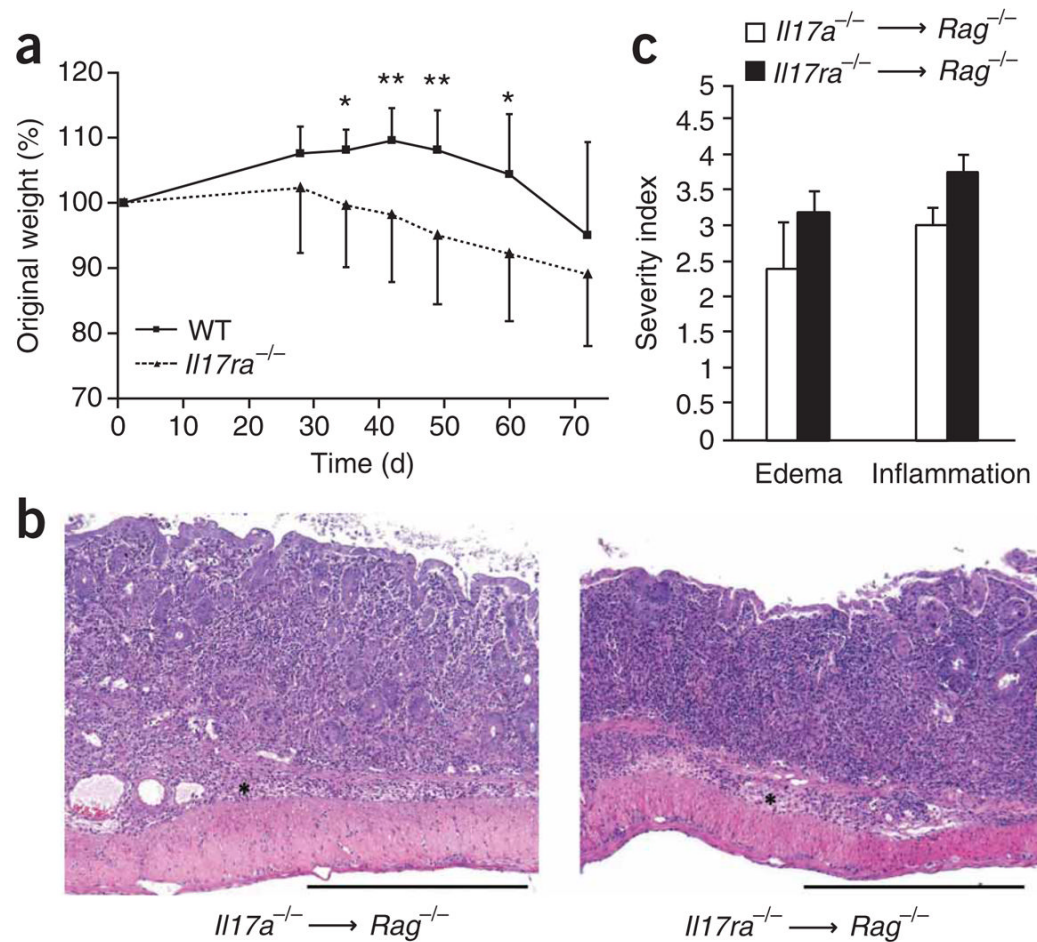 a
120
110
100
90
80
70
Original weight (%)
* ** ** *
WT
Il17ra–/–
0 10 20 30 40 50 60 70
Time (d)
c
Il17a–/– ⟶ Rag–/–
Il17ra–/– ⟶ Rag–/–
5
4.5
4
3.5
3
2.5
2
1.5
1
0.5
0
Severity index
Edema Inflammation
b
*
*
Il17a–/– ⟶ Rag–/–
Il17ra–/– ⟶ Rag–/–